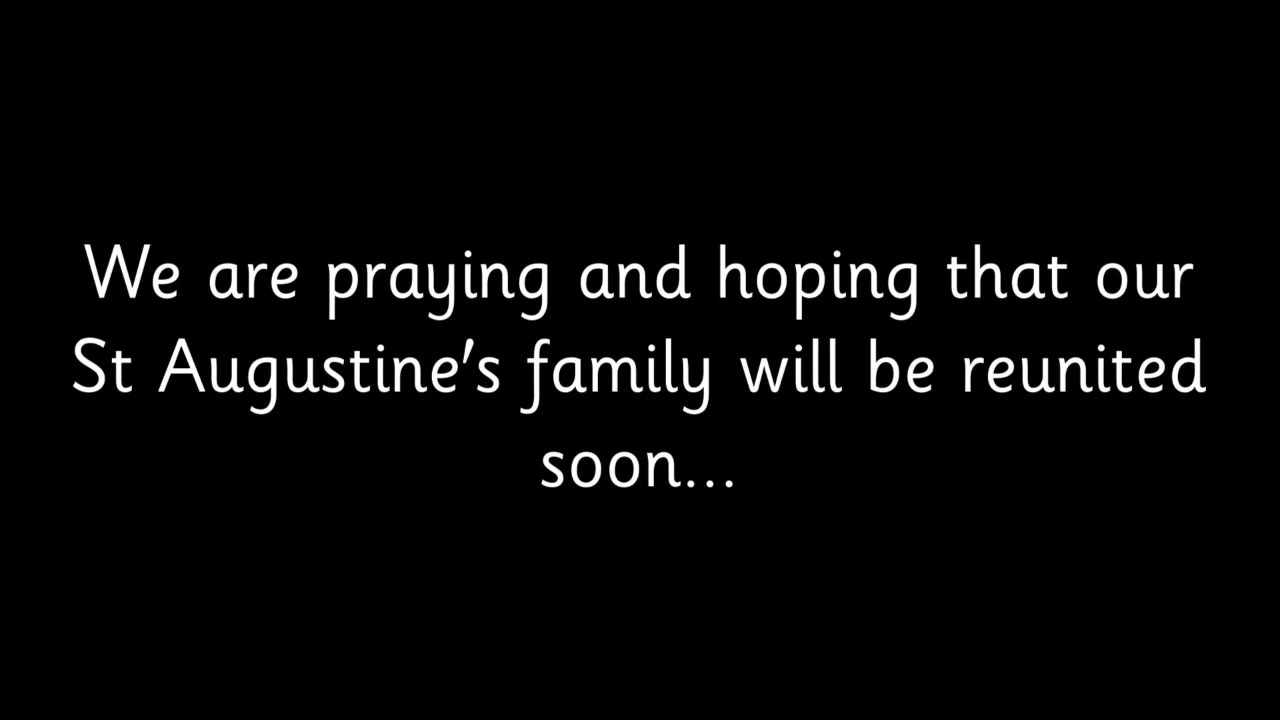 We are praying and hoping that our
St Augustine's family will be reunited
soon...